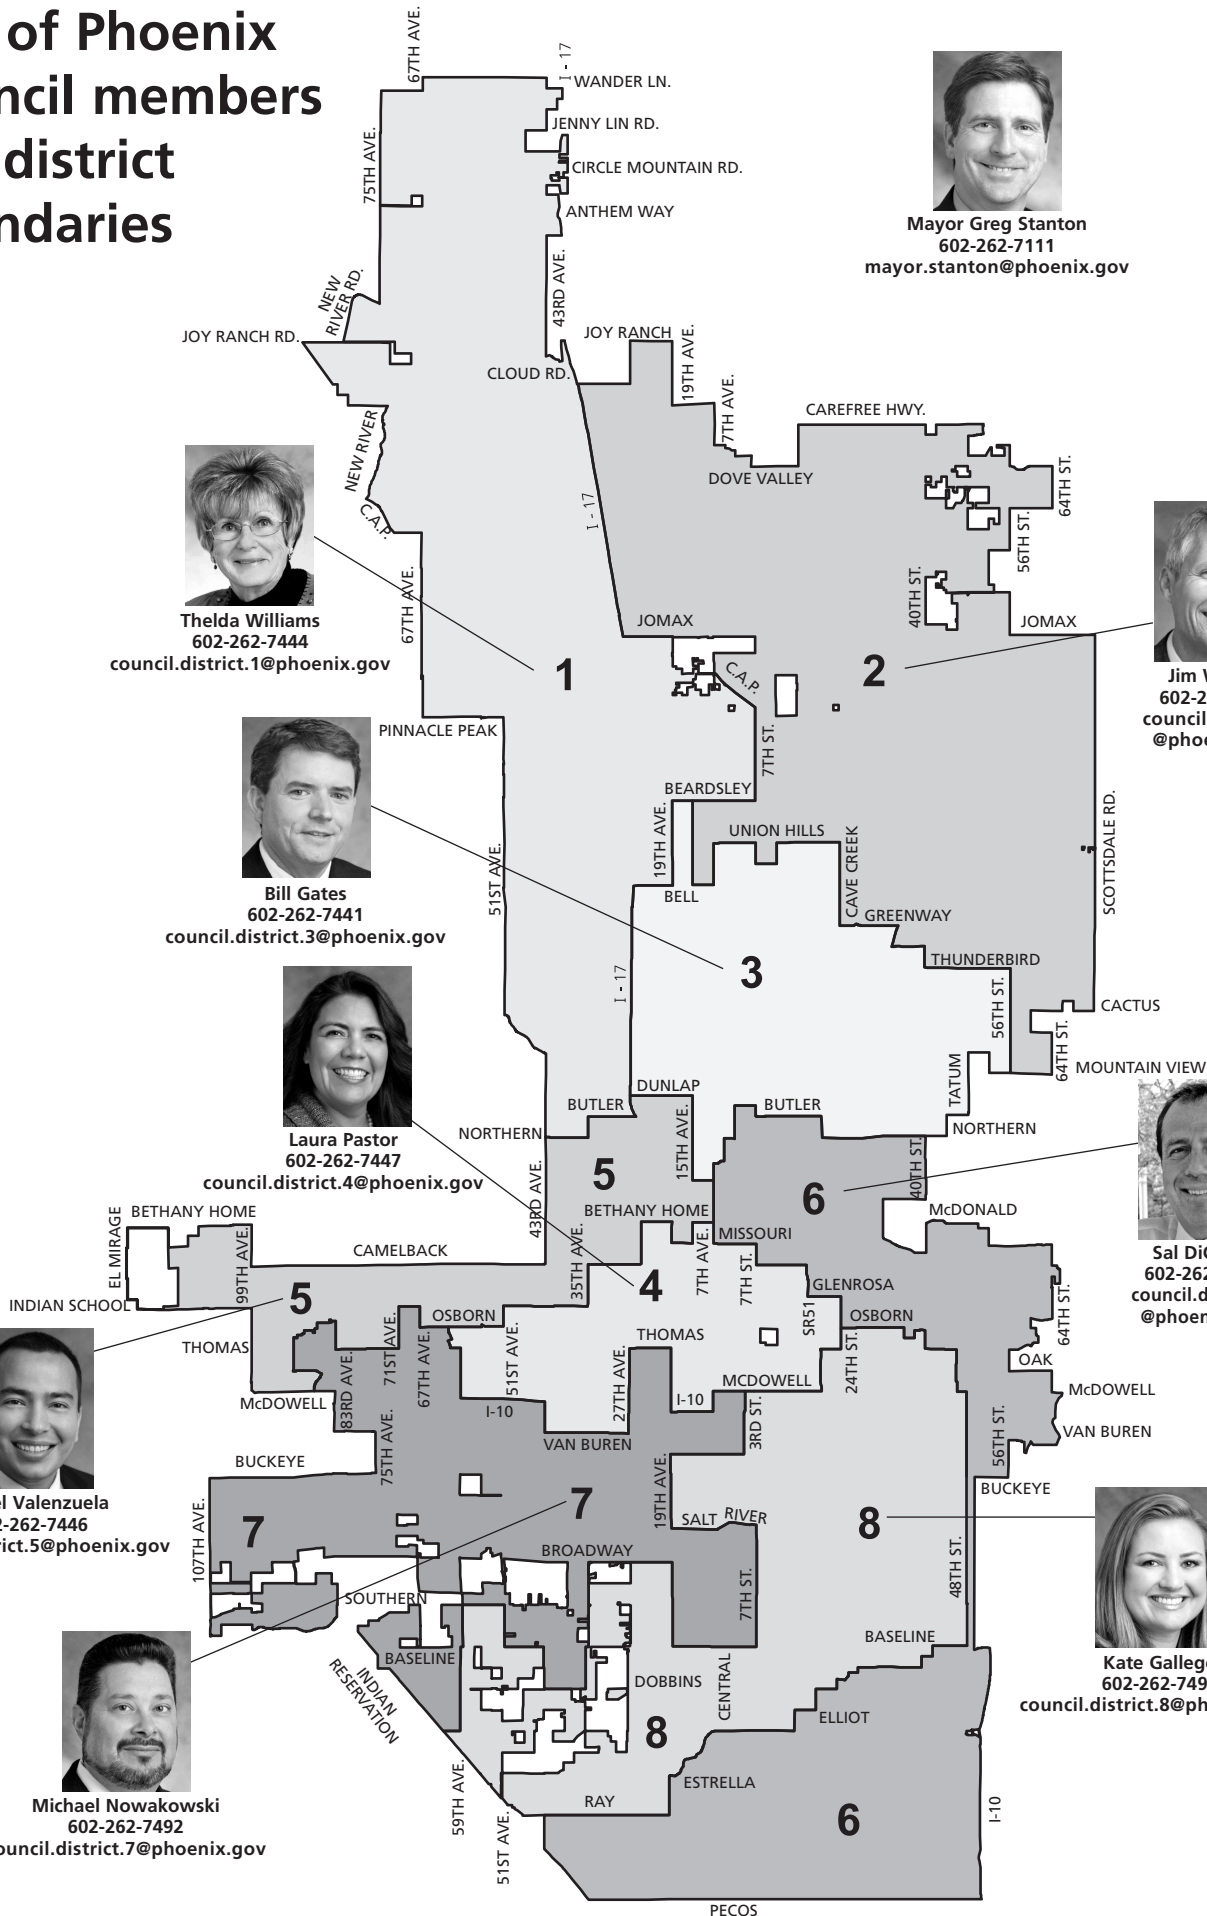 of Phoenix
ncil members
district
ndaries
Mayor Greg Stanton
602-262-7111
mayor.stanton@phoenix.gov
67TH AVE.
I - 17
WANDER LN.
JENNY LIN RD.
75TH AVE.
CIRCLE MOUNTAIN RD.
ANTHEM WAY
43RD AVE.
NEW
RIVER RD.
JOY RANCH RD.
JOY RANCH
CLOUD RD.
19TH AVE.
7TH AVE.
CAREFREE HWY.
NEW RIVER
C.A.P.
I - 17
DOVE VALLEY
64TH ST.
56TH ST.
40TH ST.
67TH AVE.
JOMAX
JOMAX
Thelda Williams
602-262-7444
council.district.1@phoenix.gov
1
2
C.A.P.
Jim W
602-2
council.
@phoe
PINNACLE PEAK
7TH ST.
BEARDSLEY
19TH AVE.
UNION HILLS
CAVE CREEK
SCOTTSDALE RD.
51ST AVE.
BELL
GREENWAY
Bill Gates
602-262-7441
council.district.3@phoenix.gov
THUNDERBIRD
3
I - 17
56TH ST.
CACTUS
64TH ST.
MOUNTAIN VIEW
TATUM
DUNLAP
BUTLER
BUTLER
NORTHERN
NORTHERN
15TH AVE.
40TH ST.
Laura Pastor
602-262-7447
council.district.4@phoenix.gov
5
6
43RD AVE.
BETHANY HOME
BETHANY HOME
McDONALD
EL MIRAGE
99TH AVE.
CAMELBACK
35TH AVE.
7TH AVE.
MISSOURI
7TH ST.
Sal DiC
602-262
council.d
@phoen
GLENROSA
4
5
INDIAN SCHOOL
OSBORN
SR51
OSBORN
64TH ST.
THOMAS
71ST AVE.
67TH AVE.
51ST AVE.
THOMAS
24TH ST.
OAK
83RD AVE.
27TH AVE.
McDOWELL
MCDOWELL
McDOWELL
I-10
I-10
3RD ST.
VAN BUREN
VAN BUREN
56TH ST.
75TH AVE.
BUCKEYE
BUCKEYE
el Valenzuela
2-262-7446
rict.5@phoenix.gov
107TH AVE.
7
7
19TH AVE.
SALT RIVER
8
BROADWAY
7TH ST.
48TH ST.
SOUTHERN
BASELINE
BASELINE
INDIAN
RESERVATION
DOBBINS
CENTRAL
Kate Galleg
602-262-749
council.district.8@ph
8
ELLIOT
ESTRELLA
59TH AVE.
51ST AVE.
RAY
6
I-10
Michael Nowakowski
602-262-7492
ouncil.district.7@phoenix.gov
PECOS